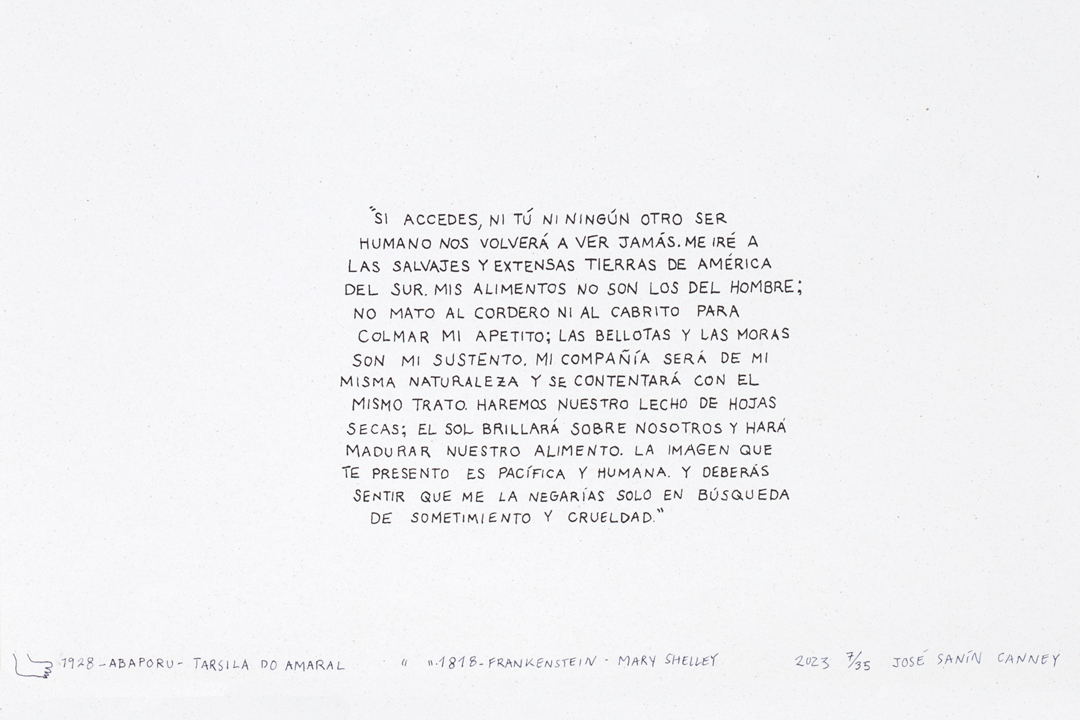 "SI ACCEDES, NI TÚ NI NINGÚN OTRO SER
HUMANO NOS VOLVERÁ A VER JAMÁS. ME IRÉ A
LAS SALVAJES Y EXTENSAS TIERRAS DE AMÉRICA
DEL SUR. MIS ALIMENTOS NO SON LOS DEL HOMBRE;
NO MATO AL CORDERO NI AL CABRITO PARA
COLMAR MI APETITO; LAS BELLOTAS Y LAS MORAS
SON MI SUSTENTO. MI COMPAÑÍA SERÁ DE MI
MISMA NATURALEZA Y SE CONTENTARÁ CON EL
MISMO TRATO. HAREMOS NUESTRO LECHO DE HOJAS
SECAS; EL SOL BRILLARÁ SOBRE NOSOTROS Y HARÁ
MADURAR NUESTRO ALIMENTO. LA IMAGEN QUE
TE PRESENTO ES PACÍFICA Y HUMANA. Y DEBERÁS
SENTIR QUE ME LA NEGARÍAS SOLO EN BÚSQUEDA
DE SOMETIMIENTO Y CRUELDAD."
1928-ABAPORU- TARSILA DO AMARAL " ".1818-FRANKENSTEIN - MARY SHELLEY 2023 7/35 JOSÉ SANÍN CANNEY